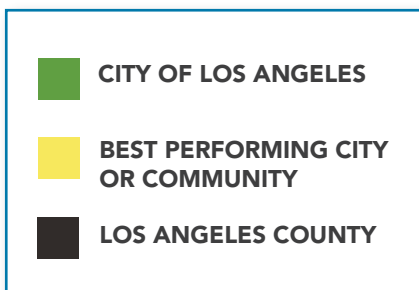 CITY OF LOS ANGELES
BEST PERFORMING CITY
OR COMMUNITY
LOS ANGELES COUNTY